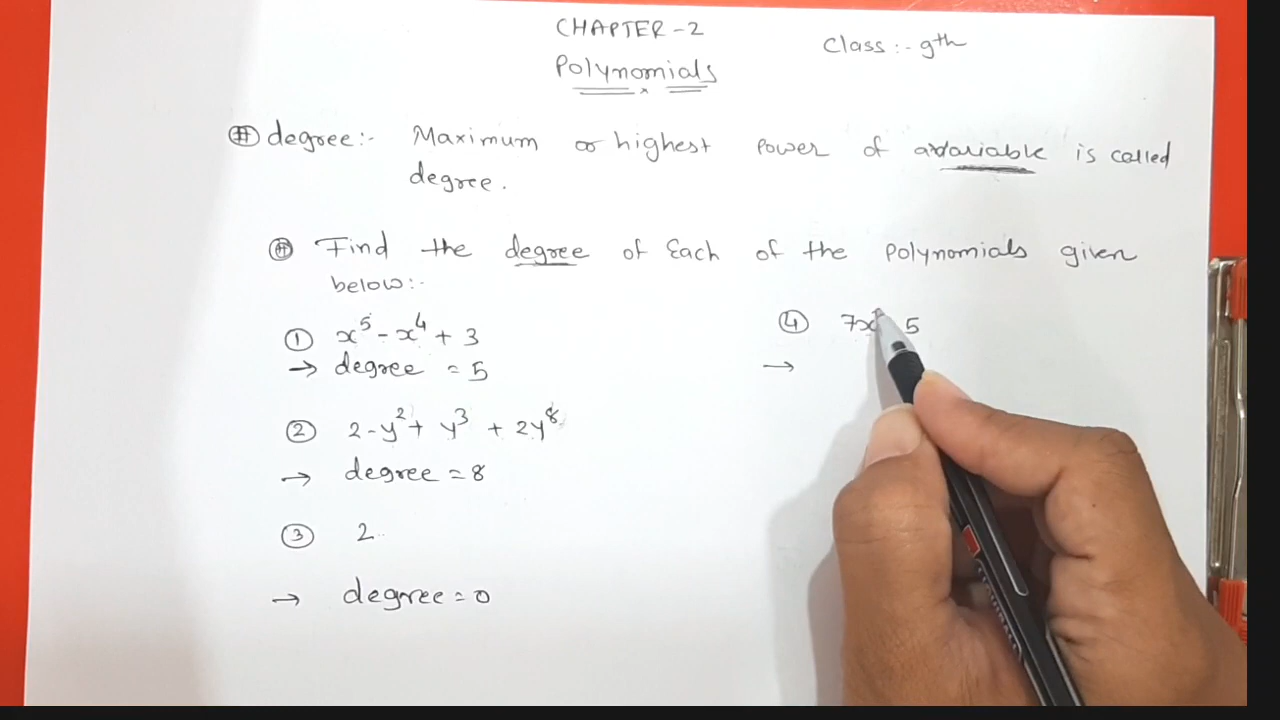 CHAPTER-2
Class:- 9th
Polynomials
# degree:- Maximum or highest power of a variable is called
degree.
# Find the degree of Each of the Polynomials given
below:-
① x⁵ - x⁴ + 3
→ degree = 5
② 2 - y² + y³ + 2y⁸
→ degree = 8
③ 2
→ degree = 0
④ 7x 5
→